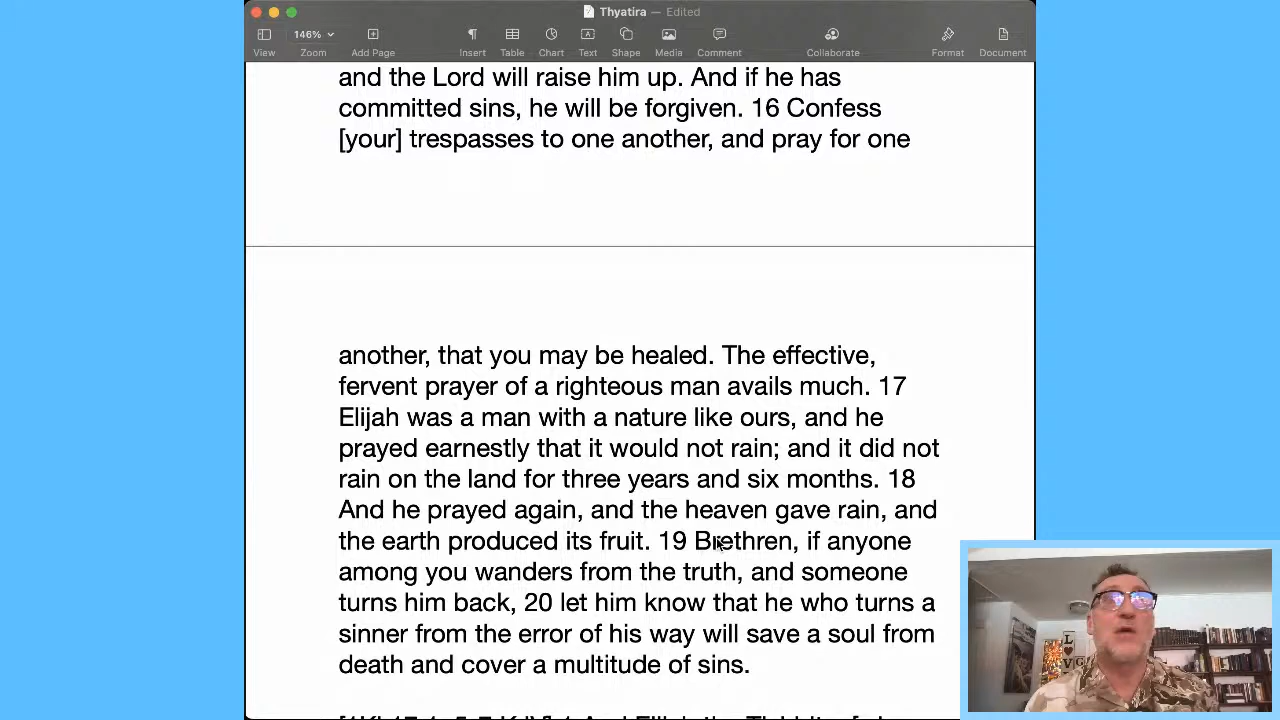 Thyatira — Edited
146%
View Zoom Add Page Insert Table Chart Text Shape Media Comment Collaborate Format Document
and the Lord will raise him up. And if he has
committed sins, he will be forgiven. 16 Confess
[your] trespasses to one another, and pray for one
another, that you may be healed. The effective,
fervent prayer of a righteous man avails much. 17
Elijah was a man with a nature like ours, and he
prayed earnestly that it would not rain; and it did not
rain on the land for three years and six months. 18
And he prayed again, and the heaven gave rain, and
the earth produced its fruit. 19 Brethren, if anyone
among you wanders from the truth, and someone
turns him back, 20 let him know that he who turns a
sinner from the error of his way will save a soul from
death and cover a multitude of sins.